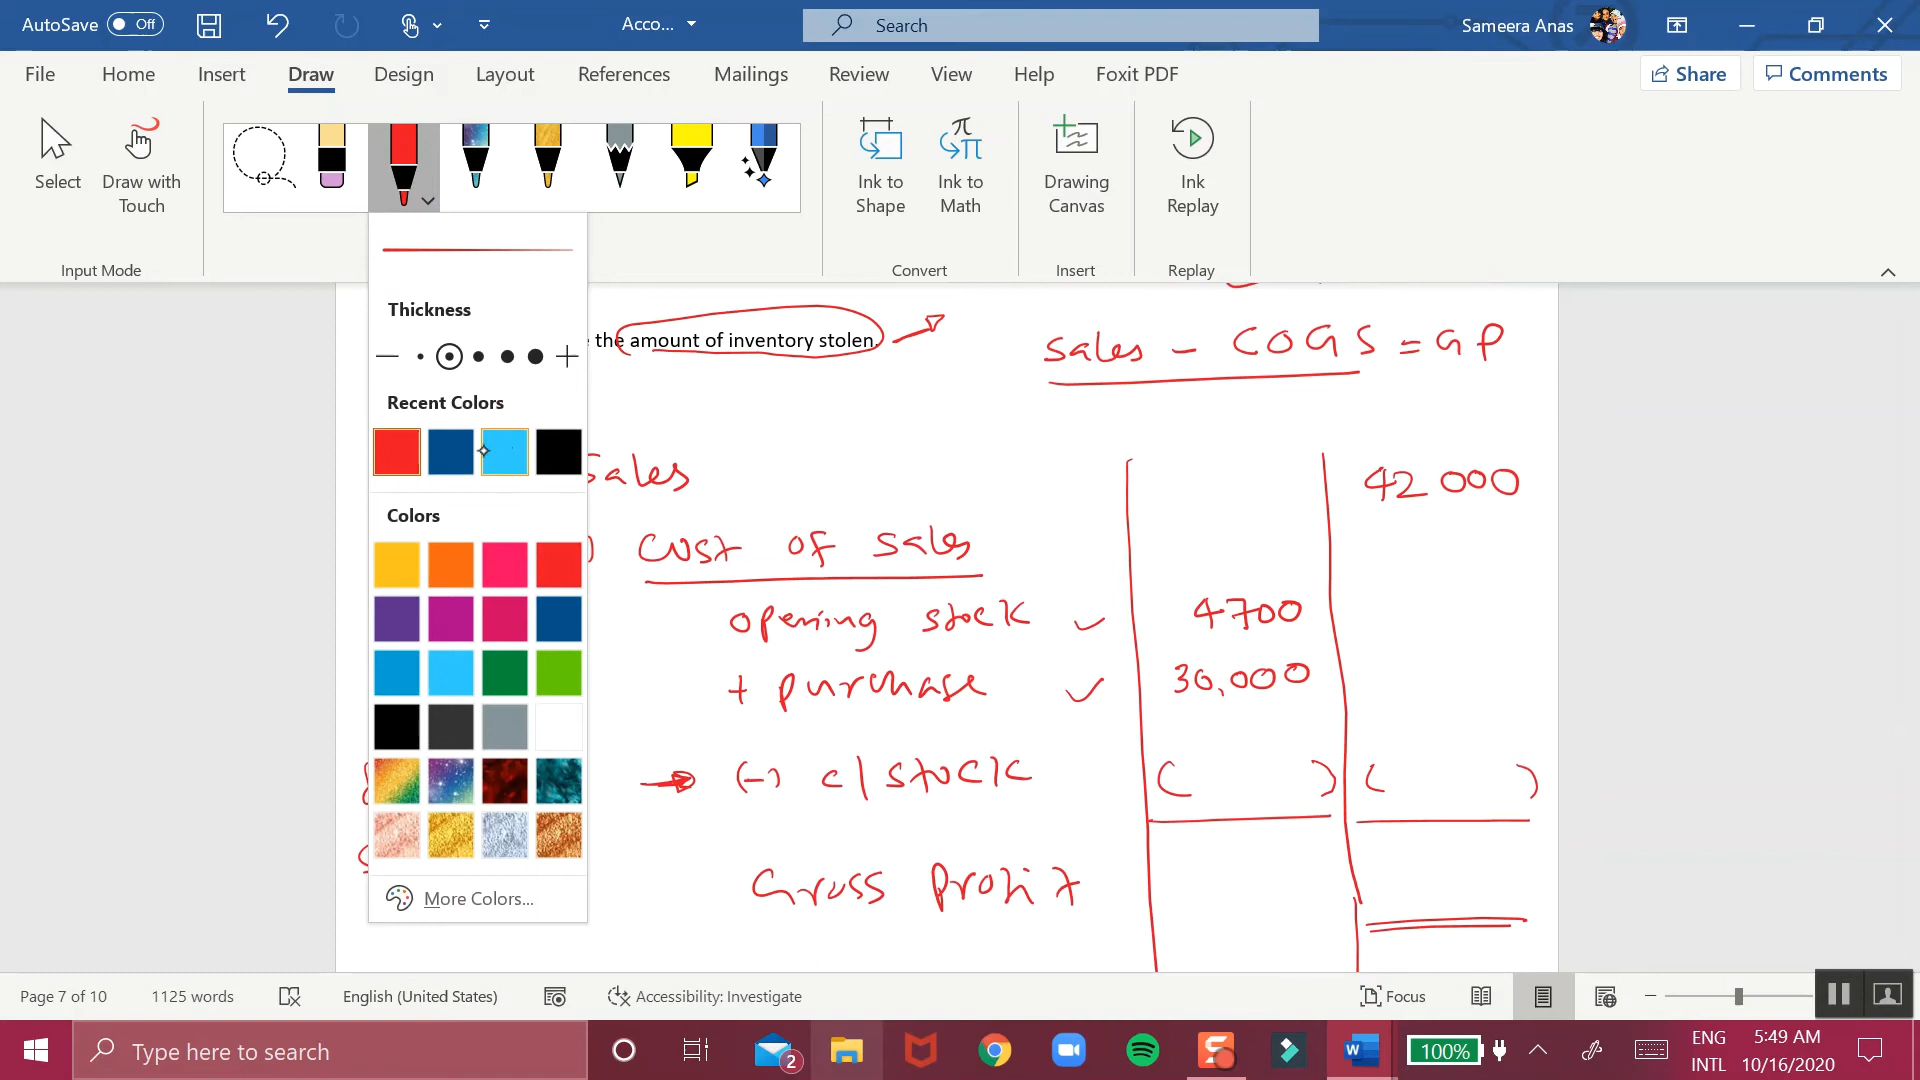 AutoSave Off Acco... Search Sameera Anas
File Home Insert Draw Design Layout References Mailings Review View Help Foxit PDF Share Comments
Select Draw with Touch Ink to Shape Ink to Math Drawing Canvas Ink Replay
Input Mode Convert Insert Replay
Thickness
Recent Colors
Colors
More Colors...
the amount of inventory stolen.
sales - COGS = GP
Sales 42 000
cost of sales
opening stock 4700
+ purchase 30,000
(-) c/stock ( ) ( )
Gross profit
Page 7 of 10 1125 words English (United States) Accessibility: Investigate Focus
Type here to search 2 100% ENG INTL 5:49 AM 10/16/2020